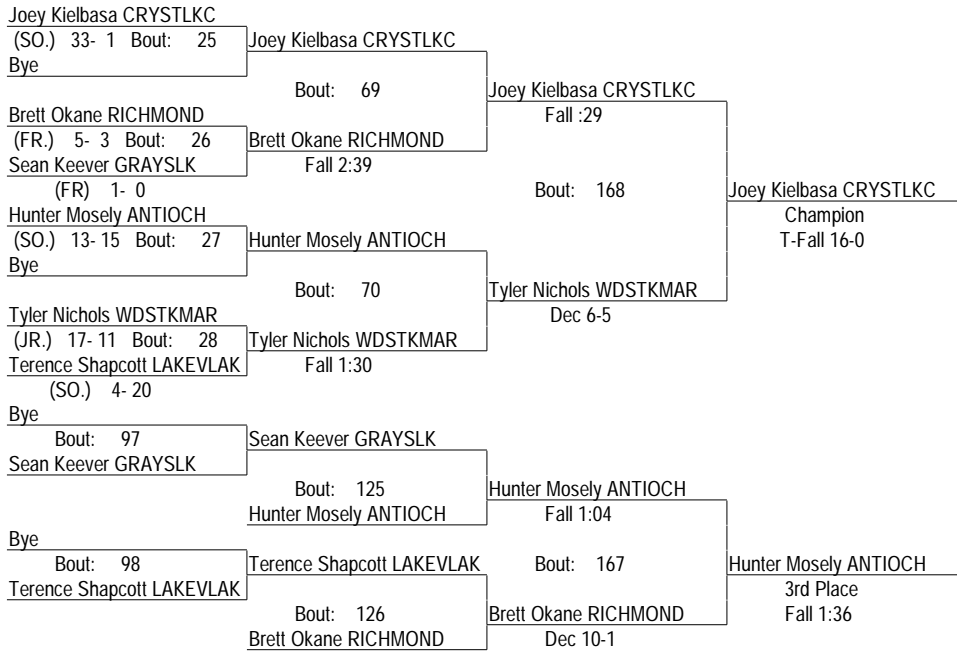 Joey Kielbasa CRYSTLKC
(SO.) 33- 1 Bout: 25
Joey Kielbasa CRYSTLKC
Bye
Bout: 69
Joey Kielbasa CRYSTLKC
Brett Okane RICHMOND
Fall :29
(FR.) 5- 3 Bout: 26
Brett Okane RICHMOND
Sean Keever GRAYSLK
Fall 2:39
(FR) 1- 0
Bout: 168
Joey Kielbasa CRYSTLKC
Hunter Mosely ANTIOCH
Champion
(SO.) 13- 15 Bout: 27
Hunter Mosely ANTIOCH
T-Fall 16-0
Bye
Bout: 70
Tyler Nichols WDSTKMAR
Tyler Nichols WDSTKMAR
Dec 6-5
(JR.) 17- 11 Bout: 28
Tyler Nichols WDSTKMAR
Terence Shapcott LAKEVLAK
Fall 1:30
(SO.) 4- 20
Bye
Bout: 97
Sean Keever GRAYSLK
Sean Keever GRAYSLK
Bout: 125
Hunter Mosely ANTIOCH
Hunter Mosely ANTIOCH
Fall 1:04
Bye
Bout: 98
Terence Shapcott LAKEVLAK
Bout: 167
Hunter Mosely ANTIOCH
Terence Shapcott LAKEVLAK
3rd Place
Bout: 126
Brett Okane RICHMOND
Fall 1:36
Brett Okane RICHMOND
Dec 10-1